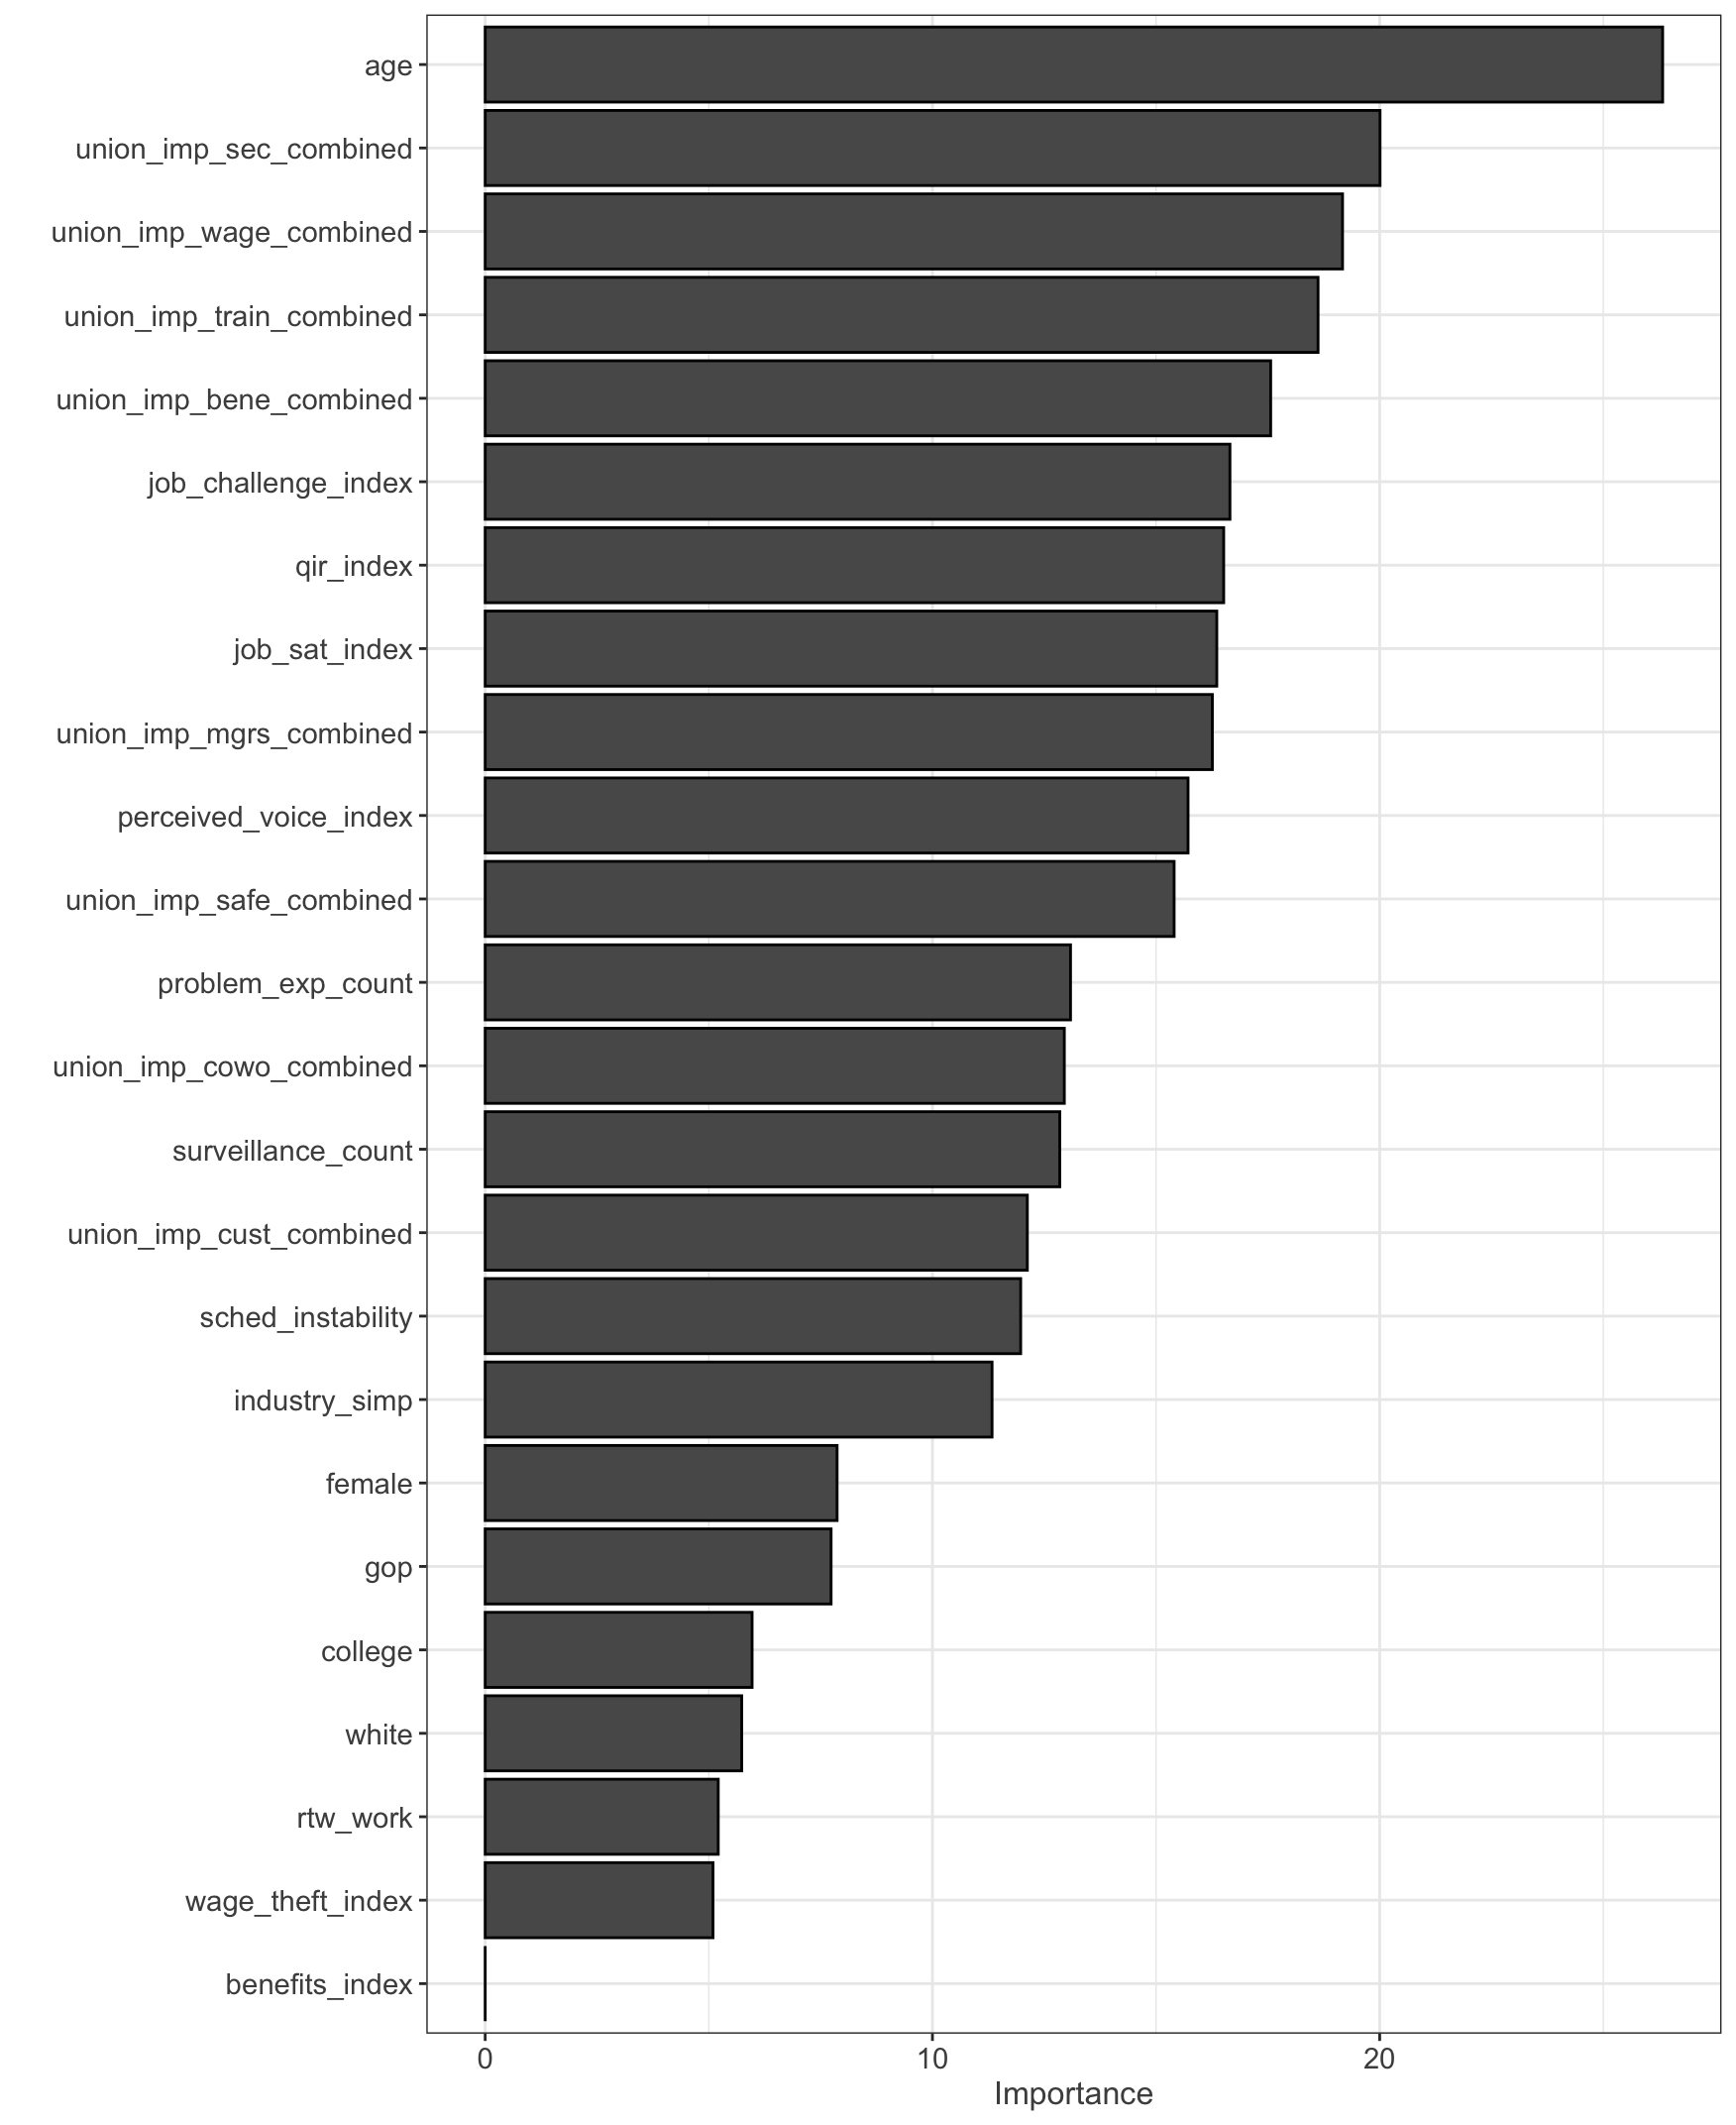 age
union_imp_sec_combined
union_imp_wage_combined
union_imp_train_combined
union_imp_bene_combined
job_challenge_index
qir_index
job_sat_index
union_imp_mgrs_combined
perceived_voice_index
union_imp_safe_combined
problem_exp_count
union_imp_cowo_combined
surveillance_count
union_imp_cust_combined
sched_instability
industry_simp
female
gop
college
white
rtw_work
wage_theft_index
benefits_index
0 10 20
Importance